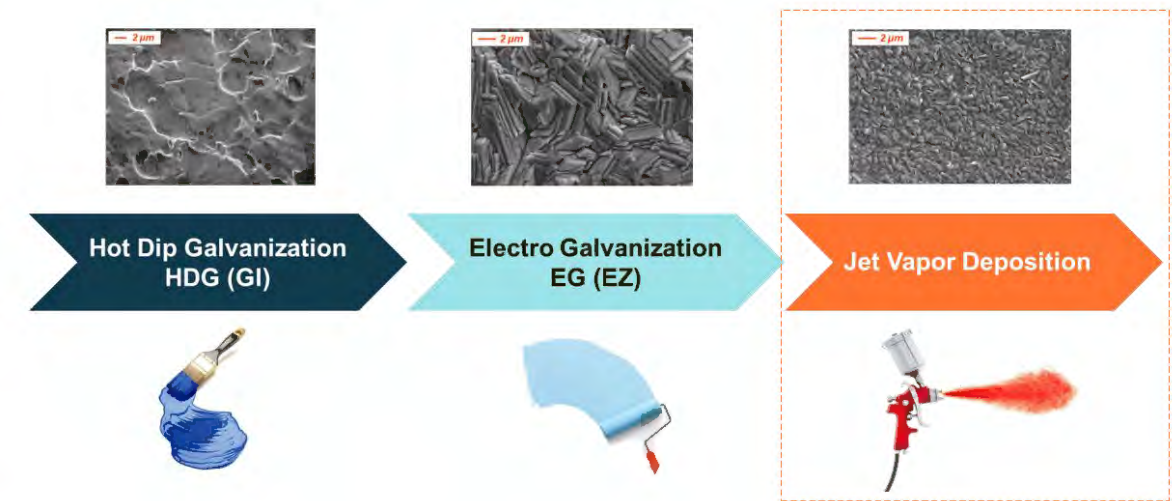 2 µm
2 µm
2 µm
Hot Dip Galvanization
HDG (GI)
Electro Galvanization
EG (EZ)
Jet Vapor Deposition